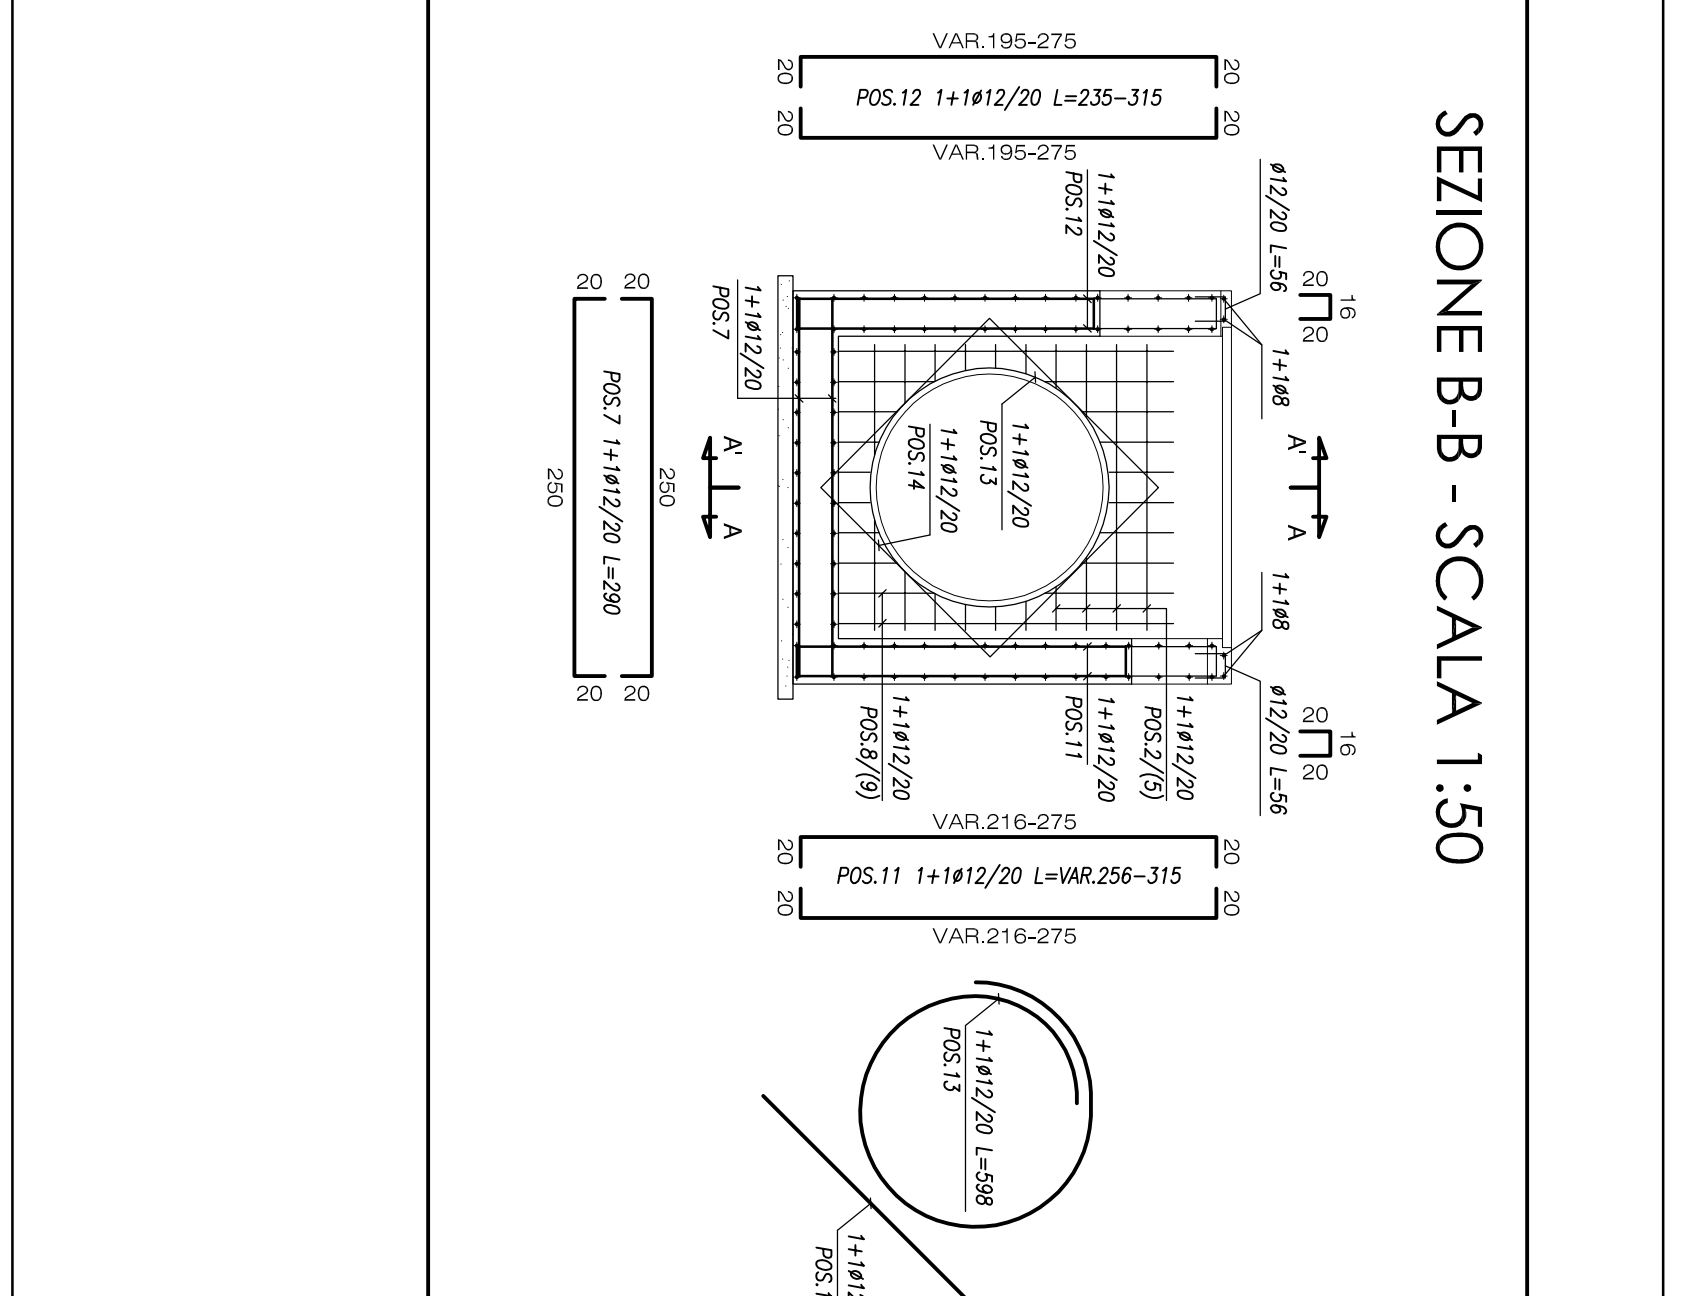 SEZIONE B-B - SCALA 1:50
VAR.195-275
20
20
POS.12 1+1ø12/20 L=235-315
20
20
VAR.195-275
ø12/20 L=56
20
16
20
1+1ø8
1+1ø12/20
POS.12
1+1ø12/20
POS.7
20
20
250
POS.7 1+1ø12/20 L=290
250
20
20
A'
A
A'
A
1+1ø12/20
POS.13
1+1ø12/20
POS.14
1+1ø8
ø12/20 L=56
20
16
20
1+1ø12/20
POS.2/(5)
1+1ø12/20
POS.11
1+1ø12/20
POS.8/(9)
VAR.216-275
20
20
POS.11 1+1ø12/20 L=VAR.256-315
20
20
VAR.216-275
1+1ø12/20 L=598
POS.13
1+1ø12
POS.1